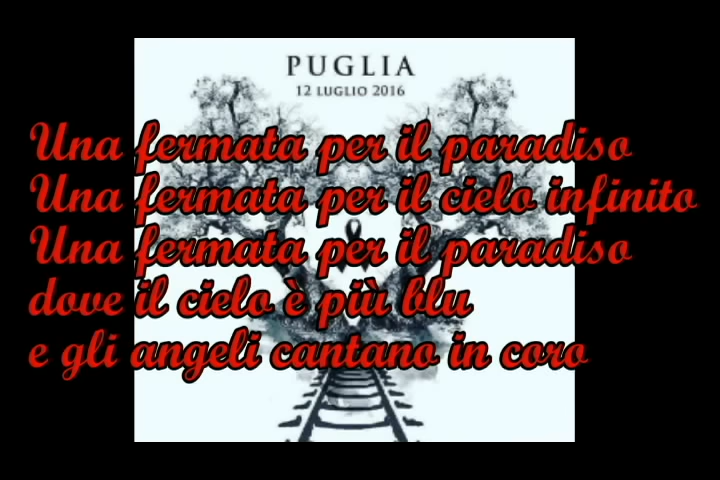 PUGLIA
12 LUGLIO 2016
Una fermata per il paradiso
Una fermata per il cielo infinito
Una fermata per il paradiso
dove il cielo è più blu
e gli angeli cantano in coro